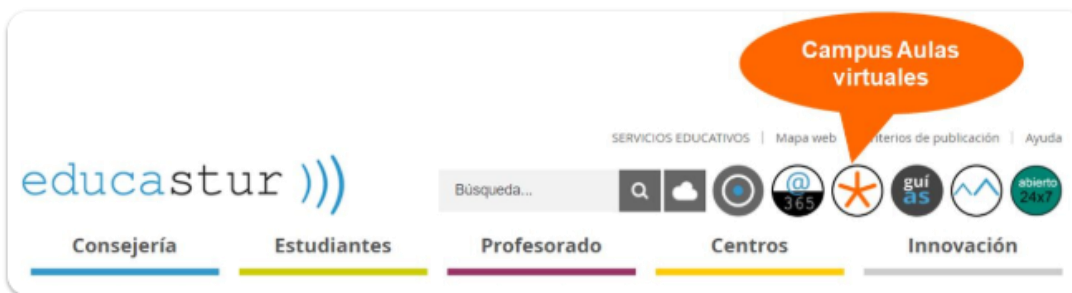 Campus Aulas
virtuales
SERVICIOS EDUCATIVOS | Mapa web | iterios de publicación | Ayuda
educastur )))
Búsqueda...
@
365
guí
as
abierto
24x7
Consejería Estudiantes Profesorado Centros Innovación